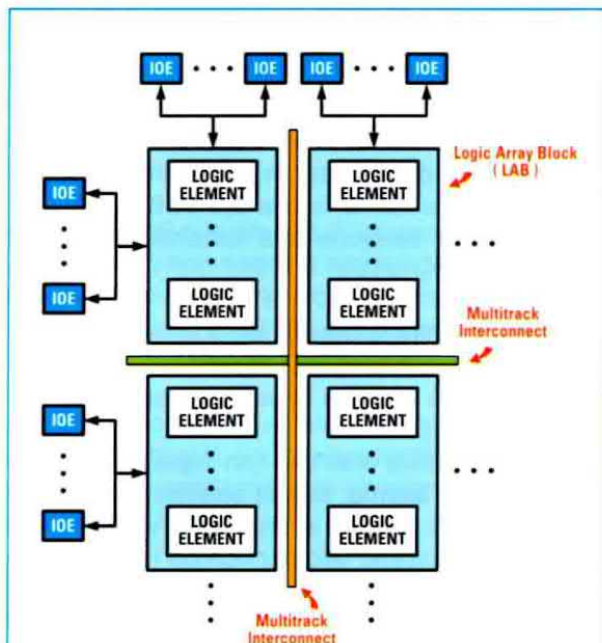 IOE ••• IOE IOE ••• IOE
Logic Array Block
( LAB )
LOGIC
ELEMENT
LOGIC
ELEMENT
IOE
IOE
LOGIC
ELEMENT
LOGIC
ELEMENT
Multitrack
Interconnect
LOGIC
ELEMENT
LOGIC
ELEMENT
IOE
IOE
LOGIC
ELEMENT
LOGIC
ELEMENT
Multitrack
Interconnect